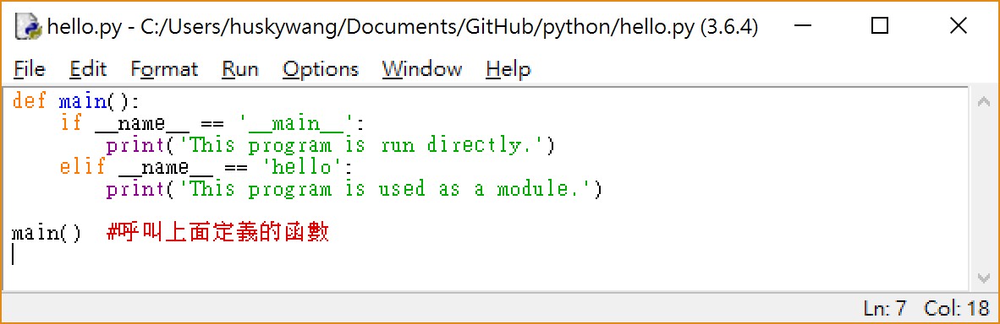 hello.py - C:/Users/huskywang/Documents/GitHub/python/hello.py (3.6.4)
File Edit Format Run Options Window Help
def main():
    if __name__ == '__main__':
        print('This program is run directly.')
    elif __name__ == 'hello':
        print('This program is used as a module.')
main()  #呼叫上面定義的函數
Ln: 7 Col: 18